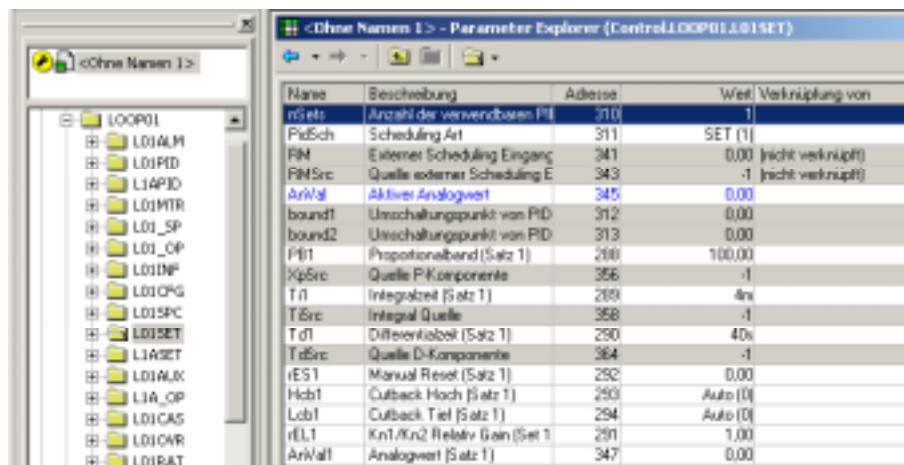 <Ohne Namen 1> - Parameter Explorer (Control.LOOP01.L01SET)
<Ohne Namen 1>
LOOP01
L01ALM
L01PID
L1APID
L01MTR
L01_SP
L01_OP
L01INF
L01CFG
L01SPC
L01SET
L1ASET
L01AUX
L1A_OP
L01CAS
L01OVR
L01RAT
Name Beschreibung Adresse Wert Verknüpfung von
nSets Anzahl der verwendbaren PI 310 1
PidSch Scheduling Art 311 SET (1)
RM Externer Scheduling Eingang 341 0,00 (nicht verknüpft)
RMSrc Quelle externer Scheduling E 343 -1 (nicht verknüpft)
AnVal Aktiver Analogwert 345 0,00
bound1 Umschaltungspunkt von PID 312 0,00
bound2 Umschaltungspunkt von PID 313 0,00
PB1 Proportionalband (Satz 1) 288 100,00
XpSrc Quelle P-Komponente 356 -1
Ti1 Integralzeit (Satz 1) 289 4m
TiSrc Integral Quelle 358 -1
Td1 Differentialzeit (Satz 1) 290 40s
TdSrc Quelle D-Komponente 364 -1
rES1 Manual Reset (Satz 1) 292 0,00
Hcb1 Cutback Hoch (Satz 1) 293 Auto (0)
Lcb1 Cutback Tief (Satz 1) 294 Auto (0)
rEL1 Kn1/Kn2 Relativ Gain (Set 1 291 1,00
AnVal1 Analogwert (Satz 1) 347 0,00